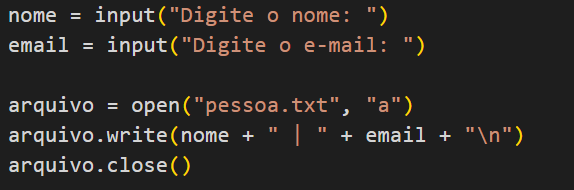 nome = input("Digite o nome: ")
email = input("Digite o e-mail: ")
arquivo = open("pessoa.txt", "a")
arquivo.write(nome + " | " + email + "\n")
arquivo.close()